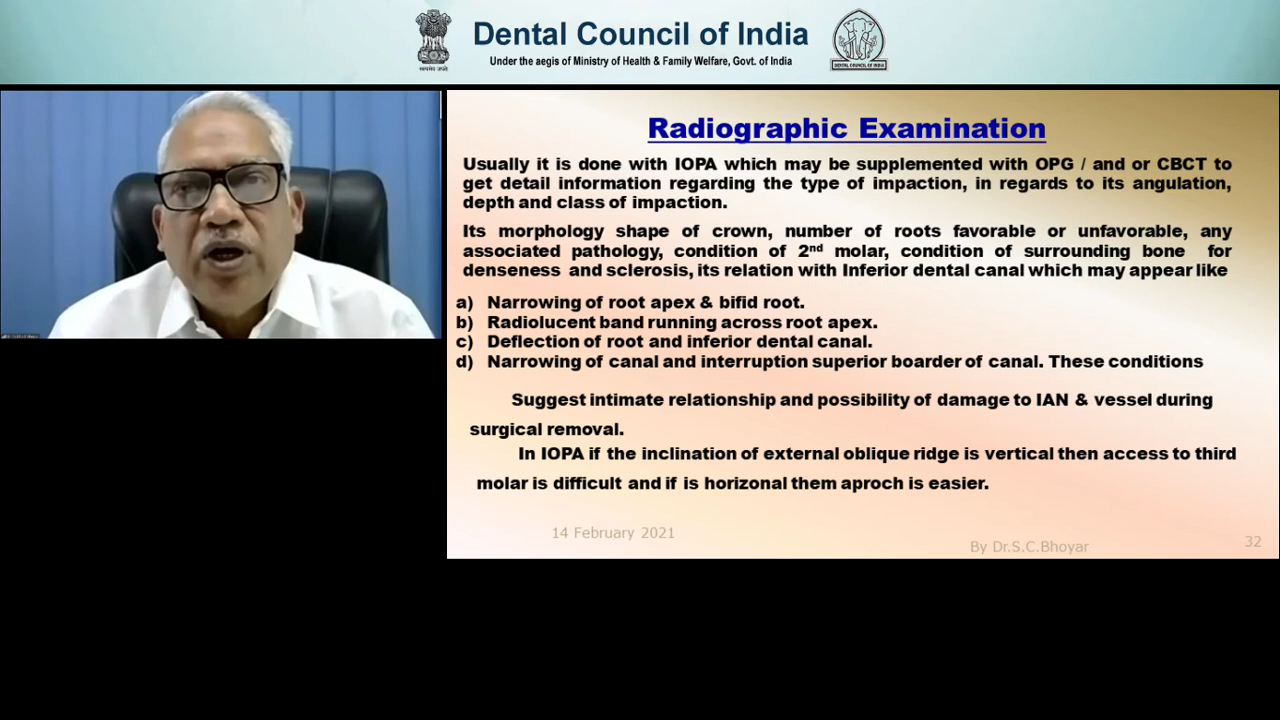 Dental Council of India
Under the aegis of Ministry of Health & Family Welfare, Govt. of India
DENTAL COUNCIL OF INDIA
Radiographic Examination
Usually it is done with IOPA which may be supplemented with OPG / and or CBCT to
get detail information regarding the type of impaction, in regards to its angulation,
depth and class of impaction.
Its morphology shape of crown, number of roots favorable or unfavorable, any
associated pathology, condition of 2nd molar, condition of surrounding bone for
denseness and sclerosis, its relation with Inferior dental canal which may appear like
a) Narrowing of root apex & bifid root.
b) Radiolucent band running across root apex.
c) Deflection of root and inferior dental canal.
d) Narrowing of canal and interruption superior boarder of canal. These conditions
Suggest intimate relationship and possibility of damage to IAN & vessel during
surgical removal.
In IOPA if the inclination of external oblique ridge is vertical then access to third
molar is difficult and if is horizonal them aproch is easier.
14 February 2021
By Dr.S.C.Bhoyar
32